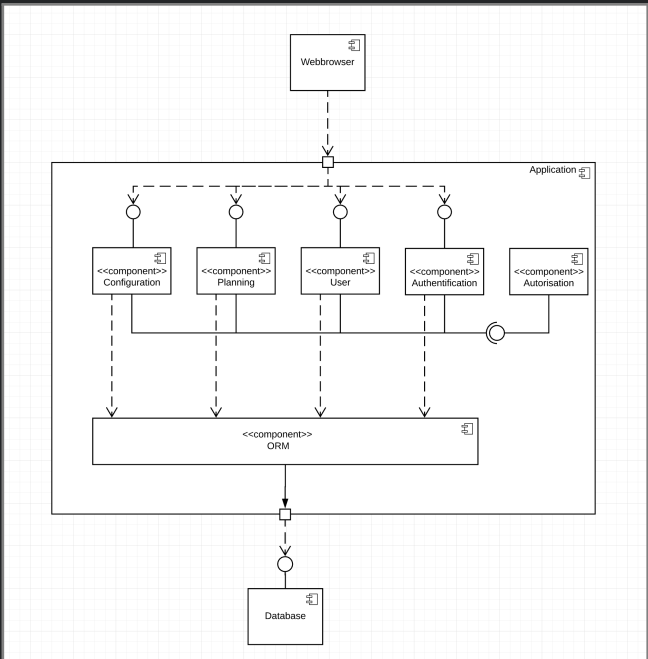 Webbrowser
Application
<<component>>
Configuration
<<component>>
Planning
<<component>>
User
<<component>>
Authentification
<<component>>
Autorisation
<<component>>
ORM
Database